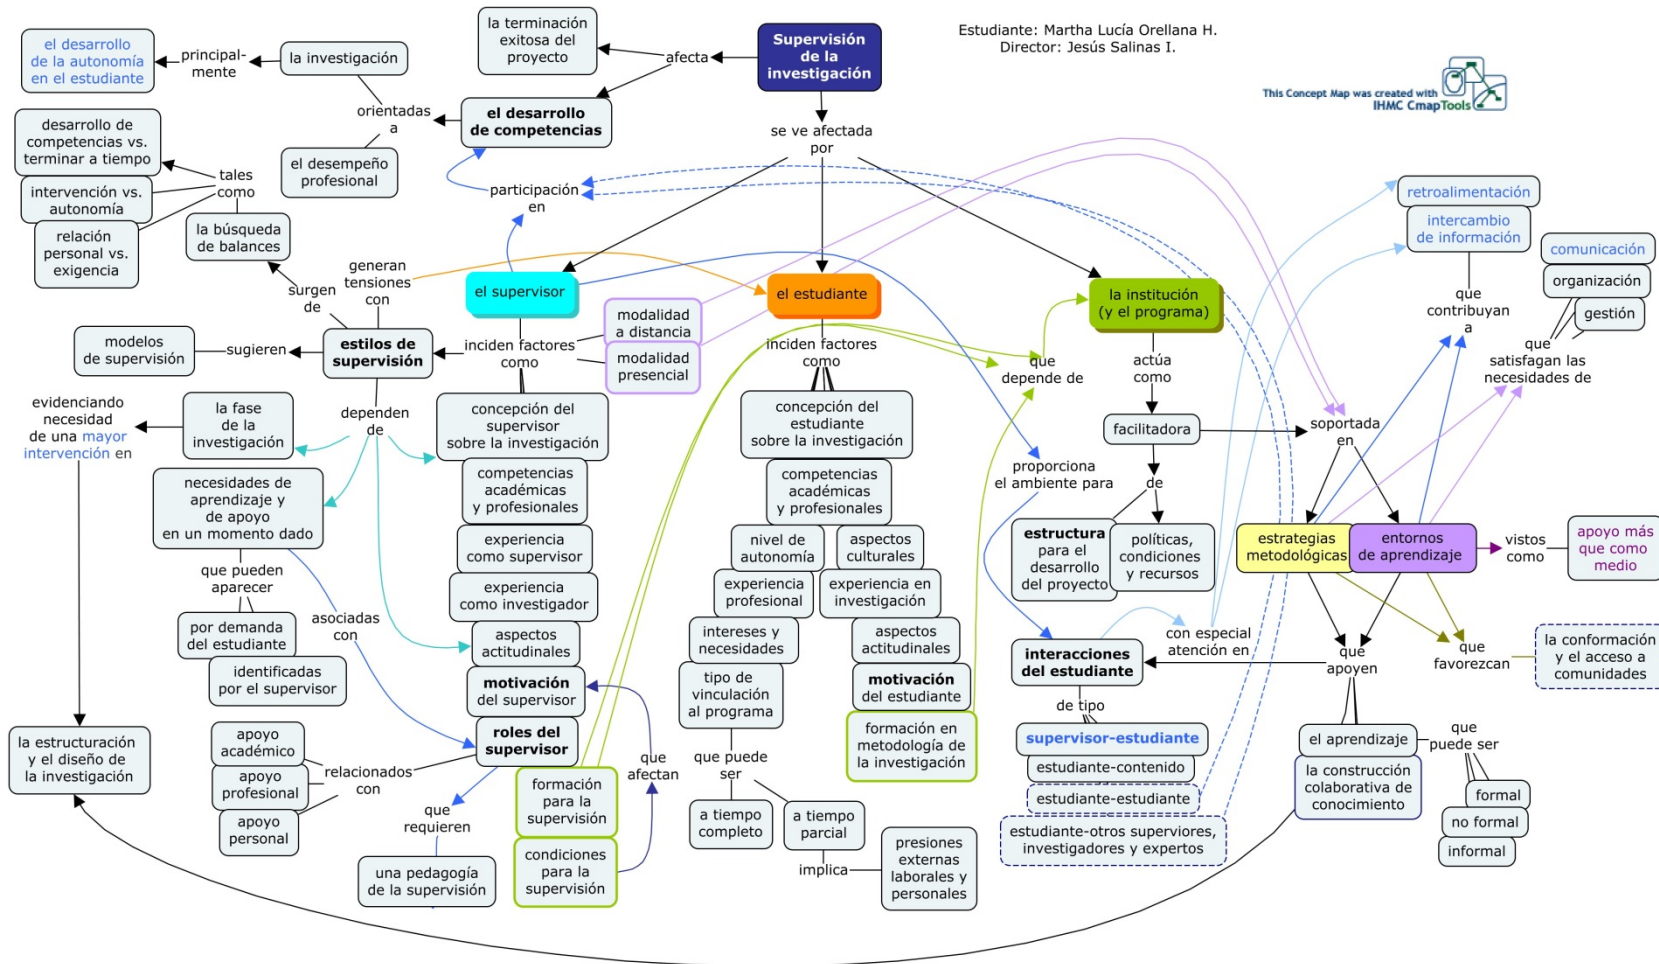 Estudiante: Martha Lucía Orellana H.
Director: Jesús Salinas I.
This Concept Map was created with
IHMC CmapTools
Supervisión
de la
investigación
afecta
la terminación
exitosa del
proyecto
el desarrollo
de competencias
orientadas
a
la investigación
principal-
mente
el desarrollo
de la autonomía
en el estudiante
el desempeño
profesional
se ve afectada
por
participación
en
desarrollo de
competencias vs.
terminar a tiempo
intervención vs.
autonomía
relación
personal vs.
exigencia
tales
como
la búsqueda
de balances
surgen
de
generan
tensiones
con
el supervisor
el estudiante
la institución
(y el programa)
modalidad
a distancia
modalidad
presencial
modelos
de supervisión
sugieren
estilos de
supervisión
inciden factores
como
inciden factores
como
que
depende de
actúa
como
retroalimentación
intercambio
de información
comunicación
organización
gestión
que
contribuyan
a
que
satisfagan las
necesidades de
evidenciando
necesidad
de una mayor
intervención en
la fase
de la
investigación
dependen
de
necesidades de
aprendizaje y
de apoyo
en un momento dado
que pueden
aparecer
por demanda
del estudiante
identificadas
por el supervisor
asociadas
con
concepción del
supervisor
sobre la investigación
competencias
académicas
y profesionales
experiencia
como supervisor
experiencia
como investigador
aspectos
actitudinales
motivación
del supervisor
roles del
supervisor
formación
para la
supervisión
condiciones
para la
supervisión
que
afectan
relacionados
con
apoyo
académico
apoyo
profesional
apoyo
personal
que
requieren
una pedagogía
de la supervisión
la estructuración
y el diseño de
la investigación
concepción del
estudiante
sobre la investigación
competencias
académicas
y profesionales
nivel de
autonomía
aspectos
culturales
experiencia
profesional
experiencia en
investigación
intereses y
necesidades
aspectos
actitudinales
tipo de
vinculación
al programa
motivación
del estudiante
formación en
metodología de
la investigación
que puede
ser
a tiempo
completo
a tiempo
parcial
implica
presiones
externas
laborales y
personales
facilitadora
de
estructura
para el
desarrollo
del proyecto
políticas,
condiciones
y recursos
proporciona
el ambiente para
soportada
en
estrategias
metodológicas
entornos
de aprendizaje
vistos
como
apoyo más
que como
medio
interacciones
del estudiante
con especial
atención en
que
apoyen
que
favorezcan
la conformación
y el acceso a
comunidades
de tipo
supervisor-estudiante
estudiante-contenido
estudiante-estudiante
estudiante-otros superviores,
investigadores y expertos
el aprendizaje
la construcción
colaborativa de
conocimiento
que
puede ser
formal
no formal
informal